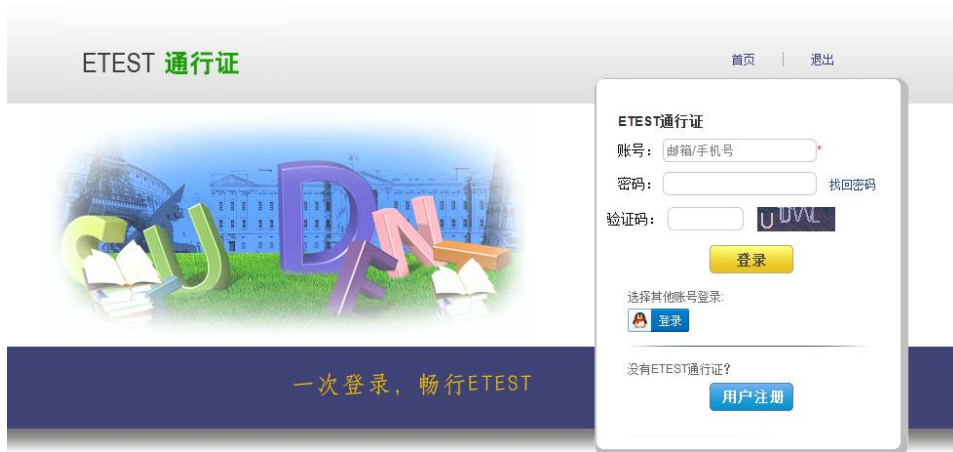 ETEST 通行证
首页 | 退出
ETEST通行证
账号： 邮箱/手机号 *
密码： 找回密码
验证码：
登录
选择其他账号登录:
登录
一次登录，畅行ETEST
没有ETEST通行证?
用户注册